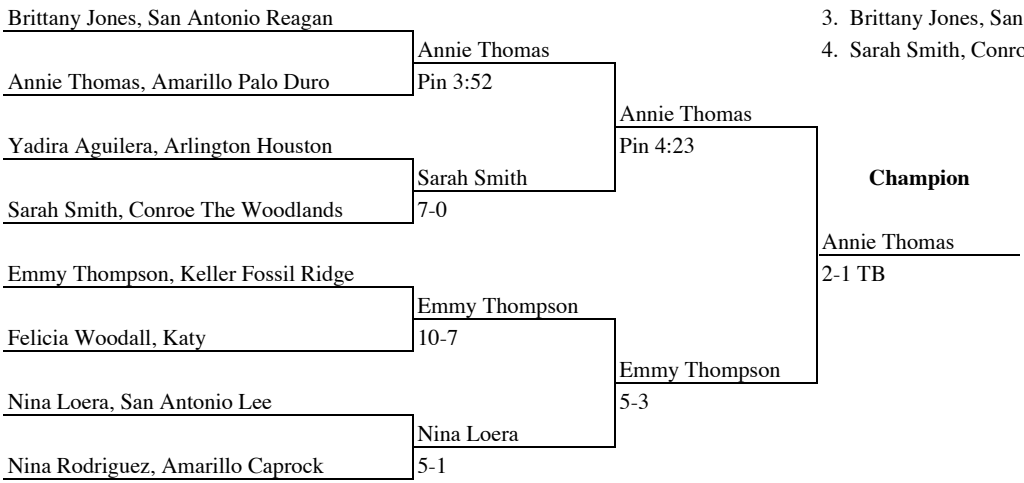 Brittany Jones, San Antonio Reagan
3. Brittany Jones, San
Annie Thomas
4. Sarah Smith, Conro
Annie Thomas, Amarillo Palo Duro
Pin 3:52
Annie Thomas
Yadira Aguilera, Arlington Houston
Pin 4:23
Sarah Smith
Champion
Sarah Smith, Conroe The Woodlands
7-0
Annie Thomas
Emmy Thompson, Keller Fossil Ridge
2-1 TB
Emmy Thompson
Felicia Woodall, Katy
10-7
Emmy Thompson
Nina Loera, San Antonio Lee
5-3
Nina Loera
Nina Rodriguez, Amarillo Caprock
5-1